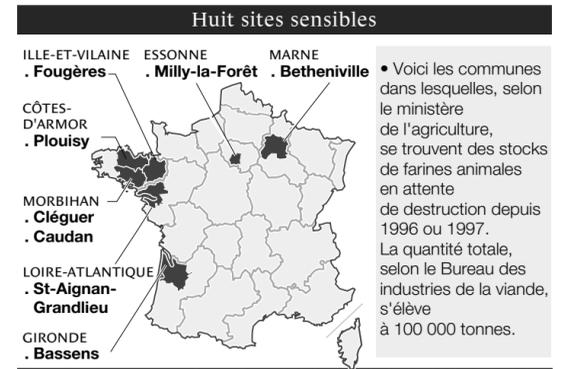 Huit sites sensibles
ILLE-ET-VILAINE
. Fougères
ESSONNE
. Milly-la-Forêt
MARNE
. Betheniville
CÔTES-
D'ARMOR
. Plouisy
MORBIHAN
. Cléguer
. Caudan
LOIRE-ATLANTIQUE
. St-Aignan-
Grandlieu
GIRONDE
. Bassens
• Voici les communes
dans lesquelles, selon
le ministère
de l'agriculture,
se trouvent des stocks
de farines animales
en attente
de destruction depuis
1996 ou 1997.
La quantité totale,
selon le Bureau des
industries de la viande,
s'élève
à 100 000 tonnes.